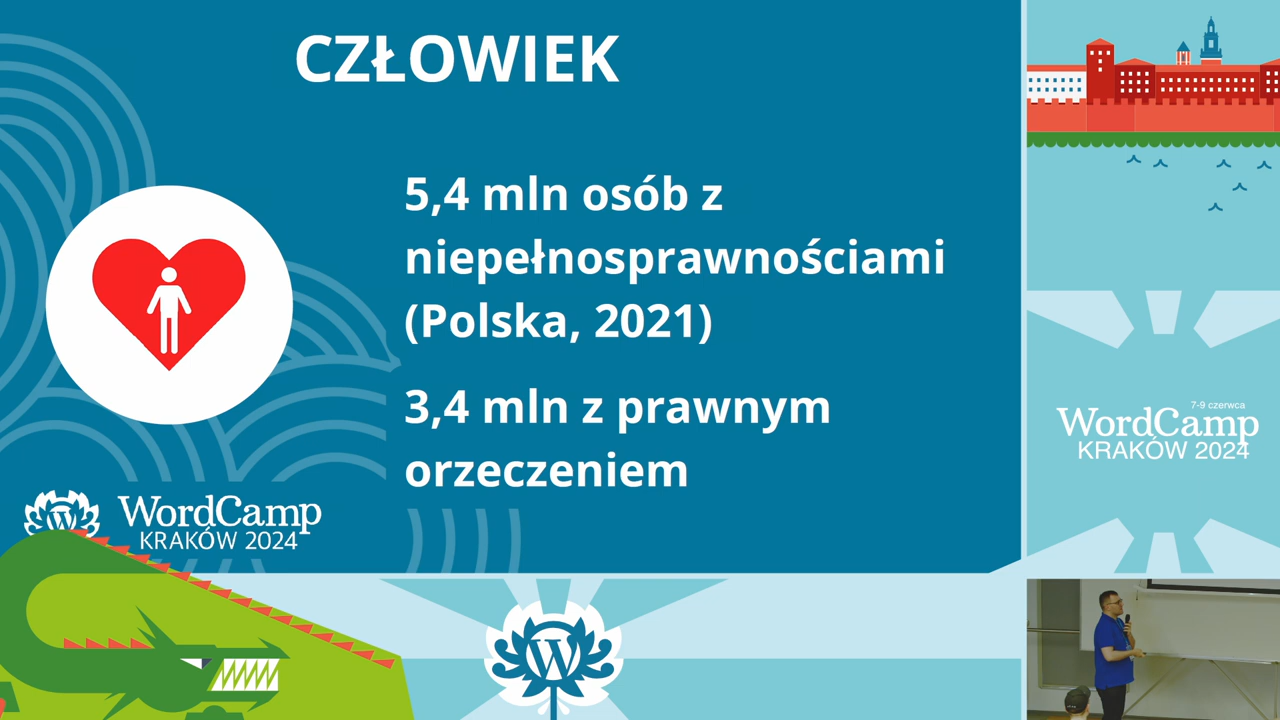 CZŁOWIEK
5,4 mln osób z
niepełnosprawnościami
(Polska, 2021)
3,4 mln z prawnym
orzeczeniem
WordCamp
KRAKÓW 2024
7-9 czerwca
WordCamp
KRAKÓW 2024